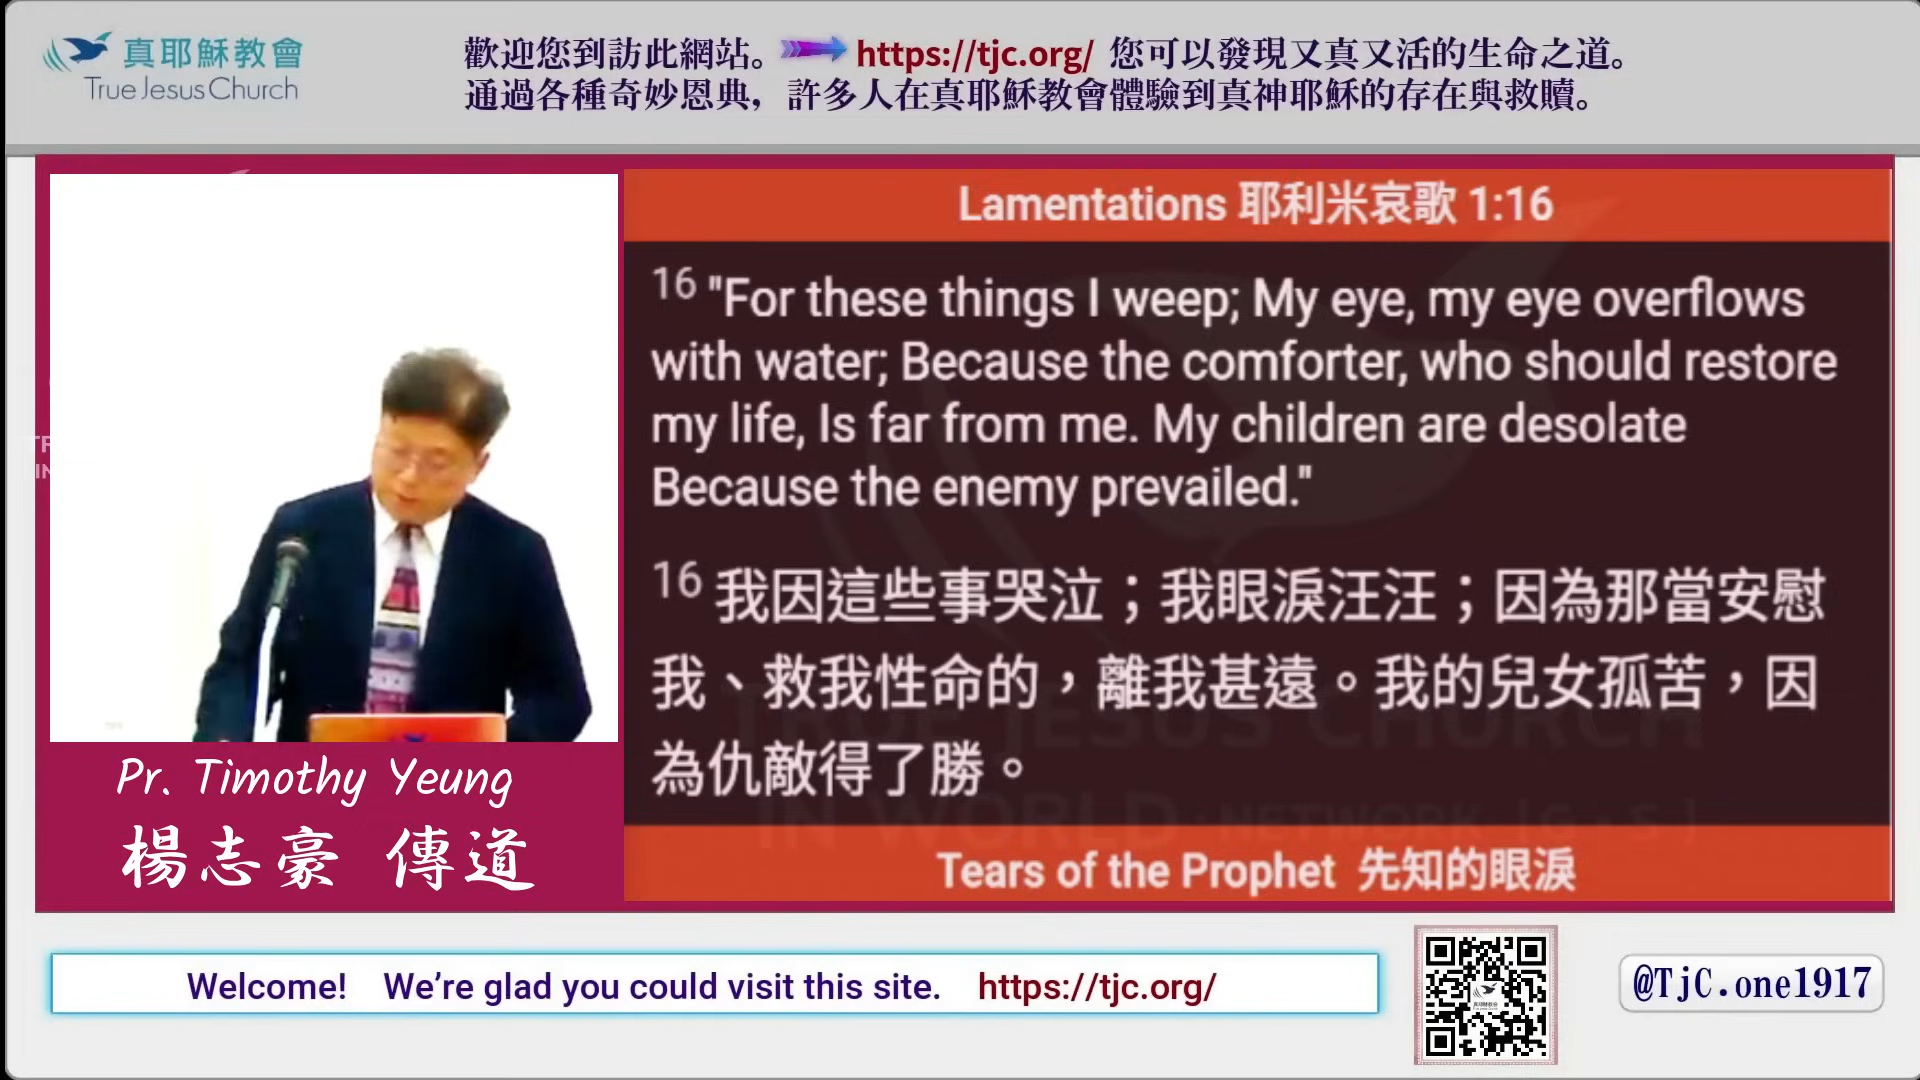 真耶穌教會
True Jesus Church
歡迎您到訪此網站。 https://tjc.org/ 您可以發現又真又活的生命之道。
通過各種奇妙恩典，許多人在真耶穌教會體驗到真神耶穌的存在與救贖。
Lamentations 耶利米哀歌 1:16
16 "For these things I weep; My eye, my eye overflows
with water; Because the comforter, who should restore
my life, Is far from me. My children are desolate
Because the enemy prevailed."
16 我因這些事哭泣；我眼淚汪汪；因為那當安慰
我、救我性命的，離我甚遠。我的兒女孤苦，因
為仇敵得了勝。
TRUE JESUS CHURCH
IN WORLD NETWORK [G·S]
Tears of the Prophet 先知的眼淚
Pr. Timothy Yeung
楊志豪 傳道
Welcome! We’re glad you could visit this site. https://tjc.org/
@TjC.one1917